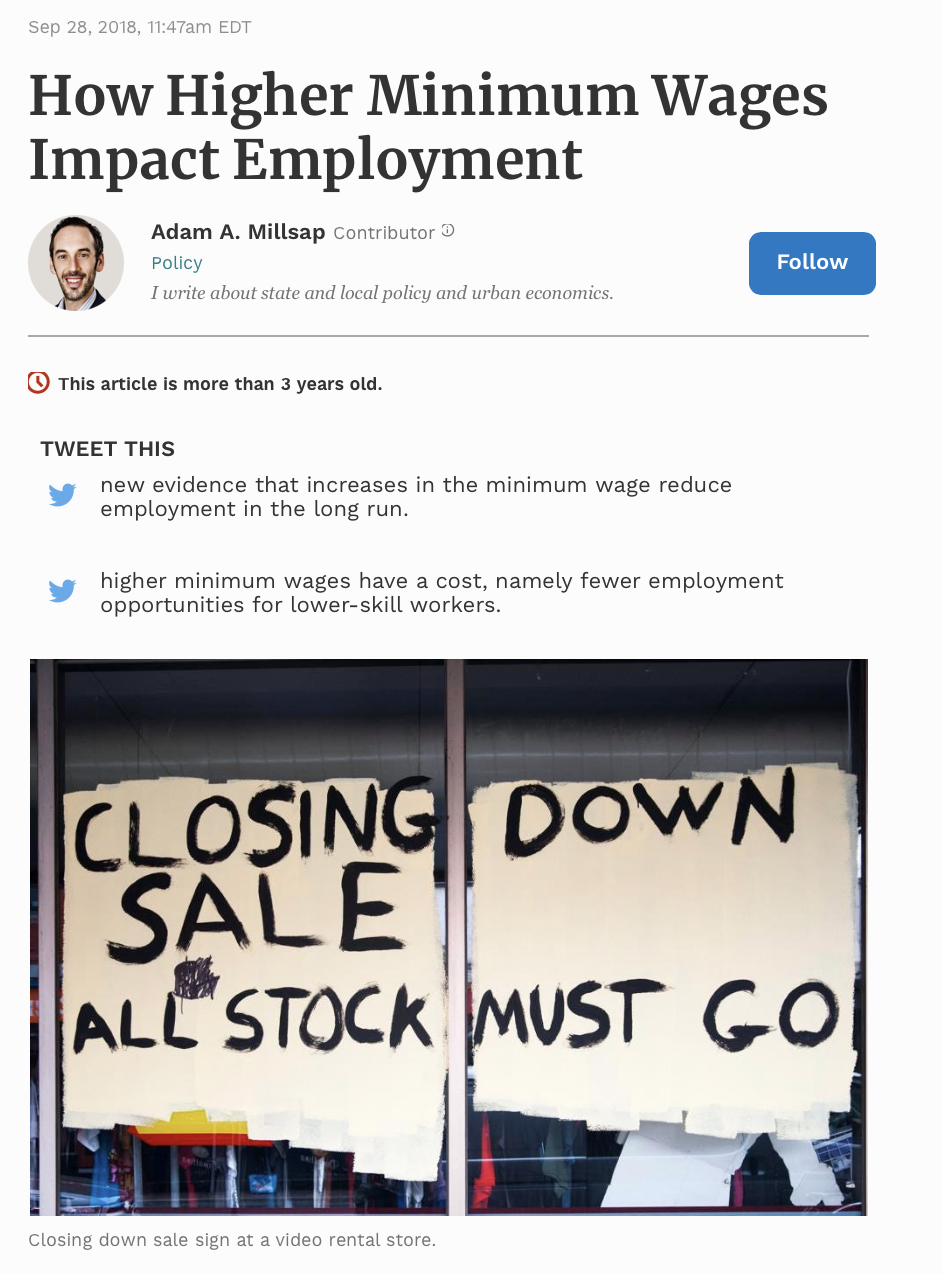 Sep 28, 2018, 11:47am EDT
How Higher Minimum Wages
Impact Employment
Adam A. Millsap Contributor
Policy
I write about state and local policy and urban economics.
Follow
This article is more than 3 years old.
TWEET THIS
new evidence that increases in the minimum wage reduce
employment in the long run.
higher minimum wages have a cost, namely fewer employment
opportunities for lower-skill workers.
CLOSING DOWN
SALE
ALL STOCK MUST GO
Closing down sale sign at a video rental store.